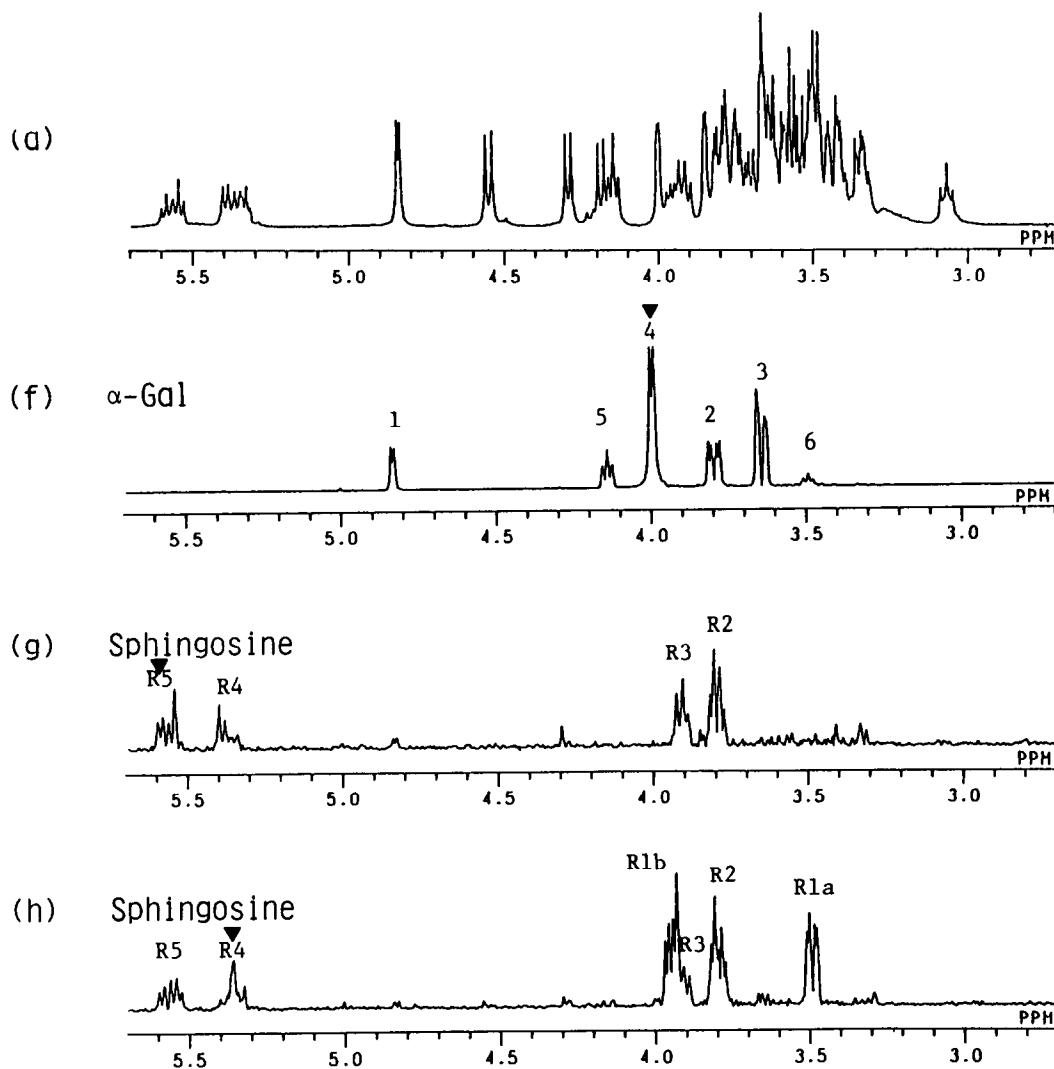 (a)
PPM
5.5 5.0 4.5 4.0 3.5 3.0
(f) α-Gal
1 5 4 2 3 6
PPM
5.5 5.0 4.5 4.0 3.5 3.0
(g) Sphingosine
R5 R4 R3 R2
PPM
5.5 5.0 4.5 4.0 3.5 3.0
(h) Sphingosine
R5 R4 R1b R3 R2 R1a
PPM
5.5 5.0 4.5 4.0 3.5 3.0